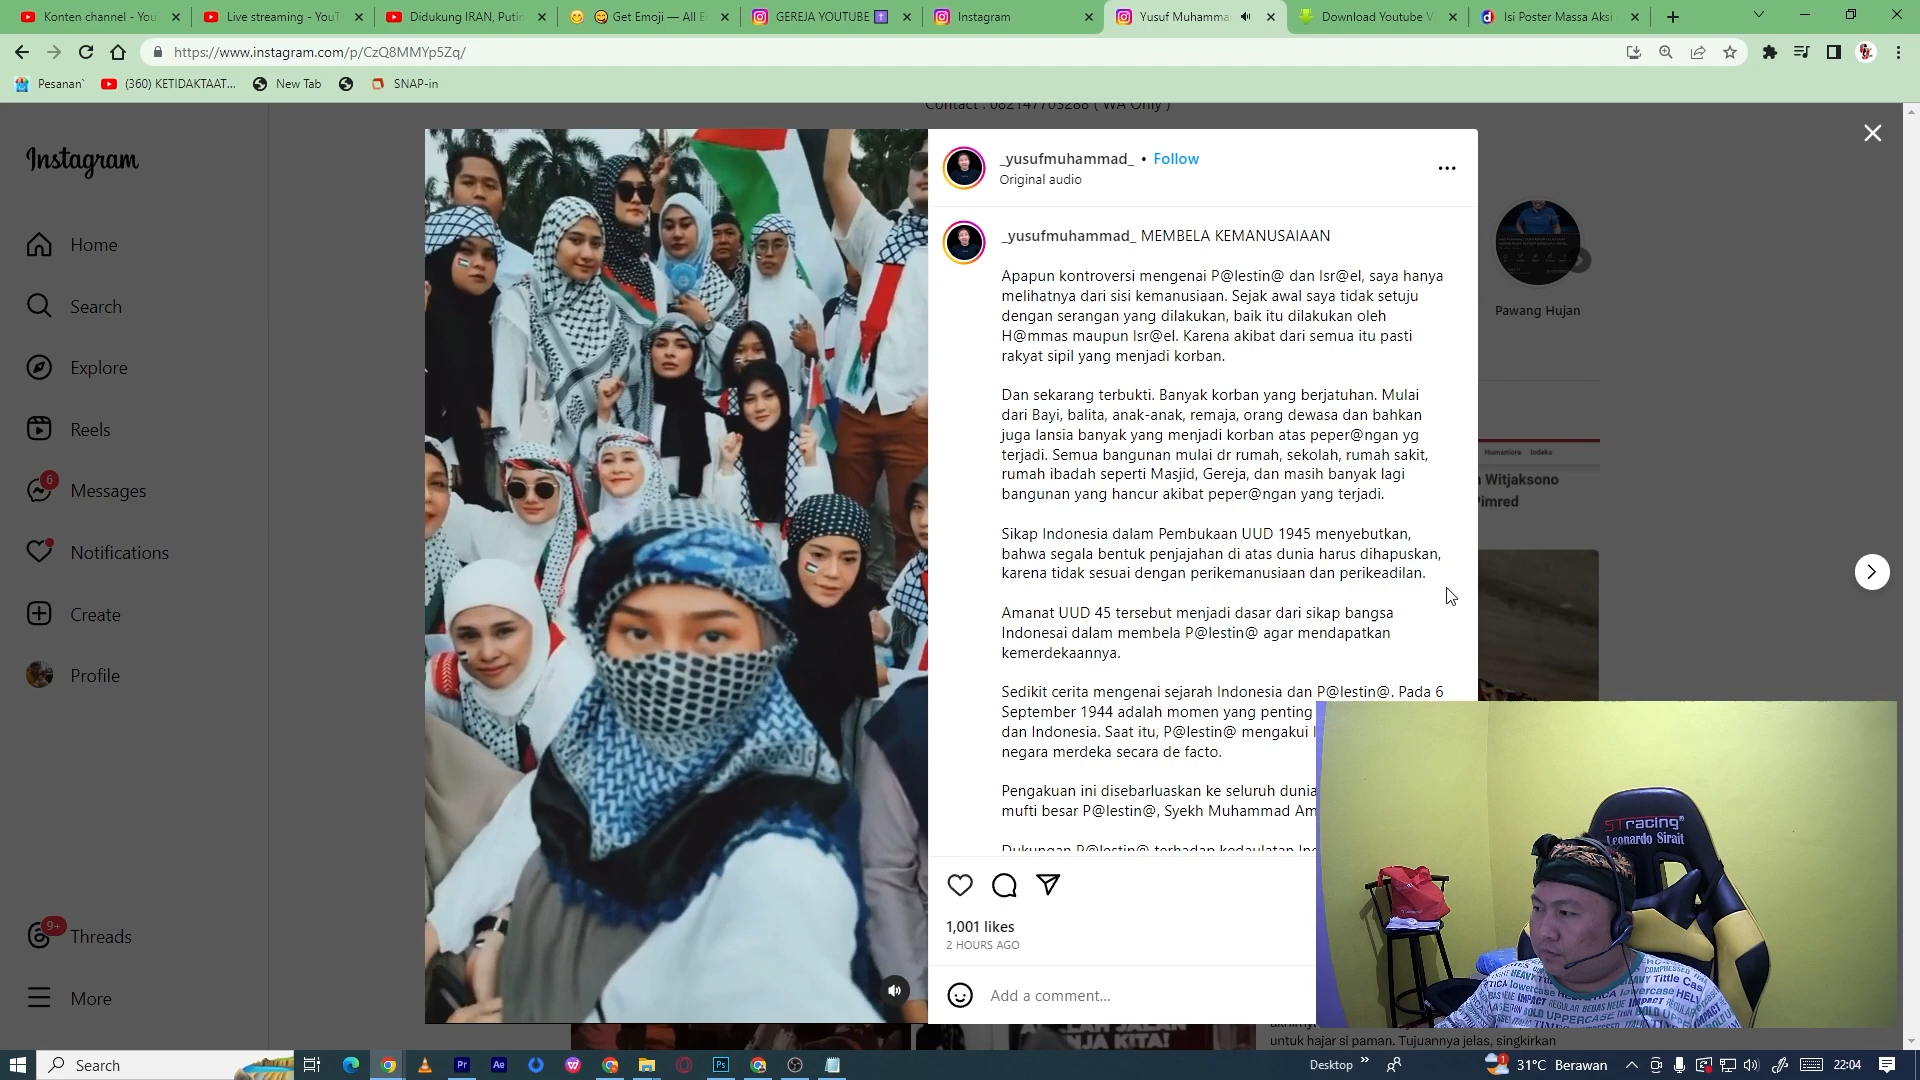 Konten channel - You
Live streaming - YouT
Didukung IRAN, Putin
Get Emoji — All E
GEREJA YOUTUBE
Instagram
Yusuf Muhamma
Download Youtube V
Isi Poster Massa Aksi
https://www.instagram.com/p/CzQ8MMYp5Zq/
Pesanan`
(360) KETIDAKTAAT...
New Tab
SNAP-in
Contact : 082147703288 ( WA Only )
Instagram
Home
Search
Explore
Reels
6
Messages
Notifications
Create
Profile
9+
Threads
More
_yusufmuhammad_ • Follow
Original audio
_yusufmuhammad_ MEMBELA KEMANUSAIAAN
Apapun kontroversi mengenai P@lestin@ dan Isr@el, saya hanya
melihatnya dari sisi kemanusiaan. Sejak awal saya tidak setuju
dengan serangan yang dilakukan, baik itu dilakukan oleh
H@mmas maupun Isr@el. Karena akibat dari semua itu pasti
rakyat sipil yang menjadi korban.
Dan sekarang terbukti. Banyak korban yang berjatuhan. Mulai
dari Bayi, balita, anak-anak, remaja, orang dewasa dan bahkan
juga lansia banyak yang menjadi korban atas peper@ngan yg
terjadi. Semua bangunan mulai dr rumah, sekolah, rumah sakit,
rumah ibadah seperti Masjid, Gereja, dan masih banyak lagi
bangunan yang hancur akibat peper@ngan yang terjadi.
Sikap Indonesia dalam Pembukaan UUD 1945 menyebutkan,
bahwa segala bentuk penjajahan di atas dunia harus dihapuskan,
karena tidak sesuai dengan perikemanusiaan dan perikeadilan.
Amanat UUD 45 tersebut menjadi dasar dari sikap bangsa
Indonesai dalam membela P@lestin@ agar mendapatkan
kemerdekaannya.
Sedikit cerita mengenai sejarah Indonesia dan P@lestin@. Pada 6
September 1944 adalah momen yang penting
dan Indonesia. Saat itu, P@lestin@ mengakui
negara merdeka secara de facto.
Pengakuan ini disebarluaskan ke seluruh dunia
mufti besar P@lestin@, Syekh Muhammad Am
Dukungan P@lestin@ terhadap kedaulatan Ind
1,001 likes
2 HOURS AGO
Add a comment...
Pawang Hujan
Humaniora Indeks
Witjaksono
Pimred
STracing
Leonardo Sirait
untuk hajar si paman. Tujuannya jelas, singkirkan
Search
Desktop
31°C Berawan
22:04